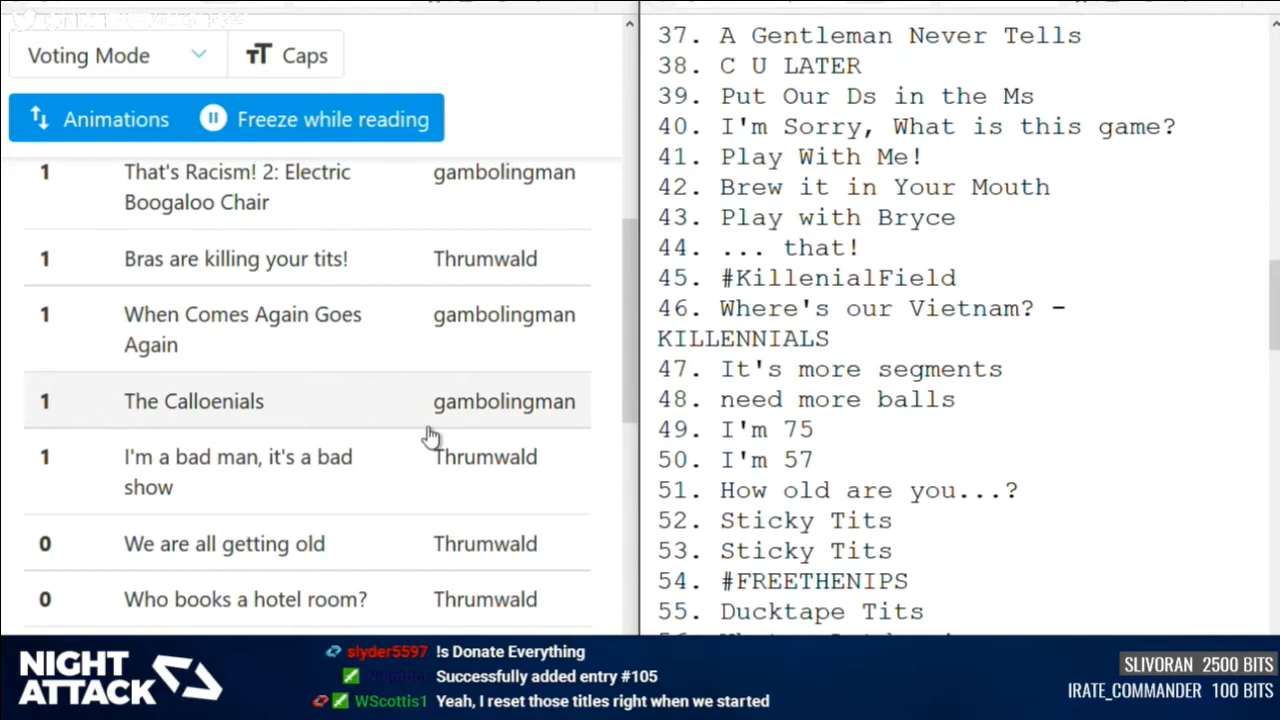 Voting Mode
Caps
Animations
Freeze while reading
1 That's Racism! 2: Electric Boogaloo Chair gambolingman
1 Bras are killing your tits! Thrumwald
1 When Comes Again Goes Again gambolingman
1 The Calloenials gambolingman
1 I'm a bad man, it's a bad show Thrumwald
0 We are all getting old Thrumwald
0 Who books a hotel room? Thrumwald
37. A Gentleman Never Tells
38. C U LATER
39. Put Our Ds in the Ms
40. I'm Sorry, What is this game?
41. Play With Me!
42. Brew it in Your Mouth
43. Play with Bryce
44. ... that!
45. #KillenialField
46. Where's our Vietnam? -
KILLENNIALS
47. It's more segments
48. need more balls
49. I'm 75
50. I'm 57
51. How old are you...?
52. Sticky Tits
53. Sticky Tits
54. #FREETHENIPS
55. Ducktape Tits
NIGHT
ATTACK
slyder5597 !s Donate Everything
Successfully added entry #105
WScottis1 Yeah, I reset those titles right when we started
SLIVORAN 2500 BITS
IRATE_COMMANDER 100 BITS